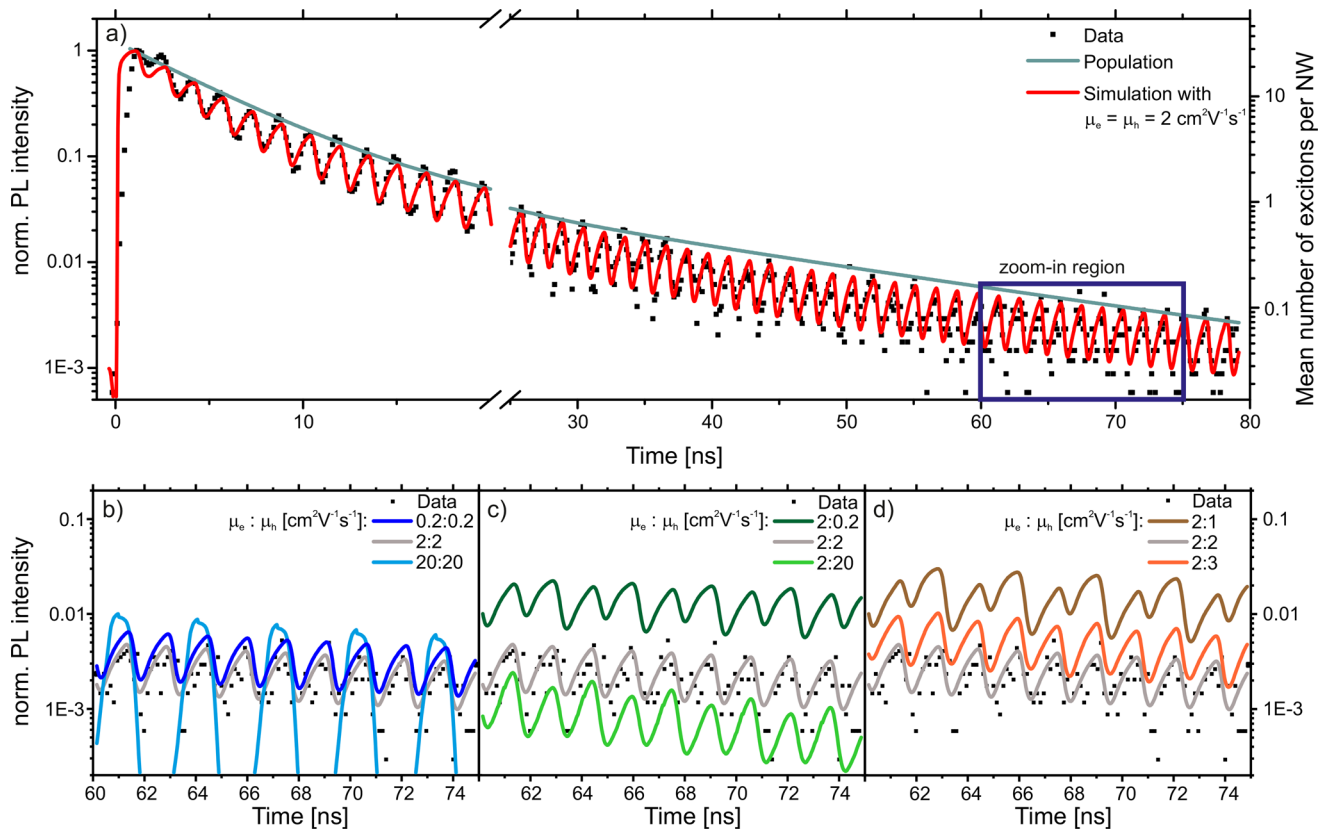 a)
Data
Population
Simulation with
μe = μh = 2 cm²V⁻¹s⁻¹
norm. PL intensity
1
0.1
0.01
1E-3
10
1
0.1
Mean number of excitons per NW
zoom-in region
0 10 30 40 50 60 70 80
Time [ns]
b)
Data
μe : μh [cm²V⁻¹s⁻¹]:
0.2:0.2
2:2
20:20
c)
Data
μe : μh [cm²V⁻¹s⁻¹]:
2:0.2
2:2
2:20
d)
Data
μe : μh [cm²V⁻¹s⁻¹]:
2:1
2:2
2:3
norm. PL intensity
0.1
0.01
1E-3
0.1
0.01
1E-3
60 62 64 66 68 70 72 74
62 64 66 68 70 72 74
62 64 66 68 70 72 74
Time [ns]
Time [ns]
Time [ns]